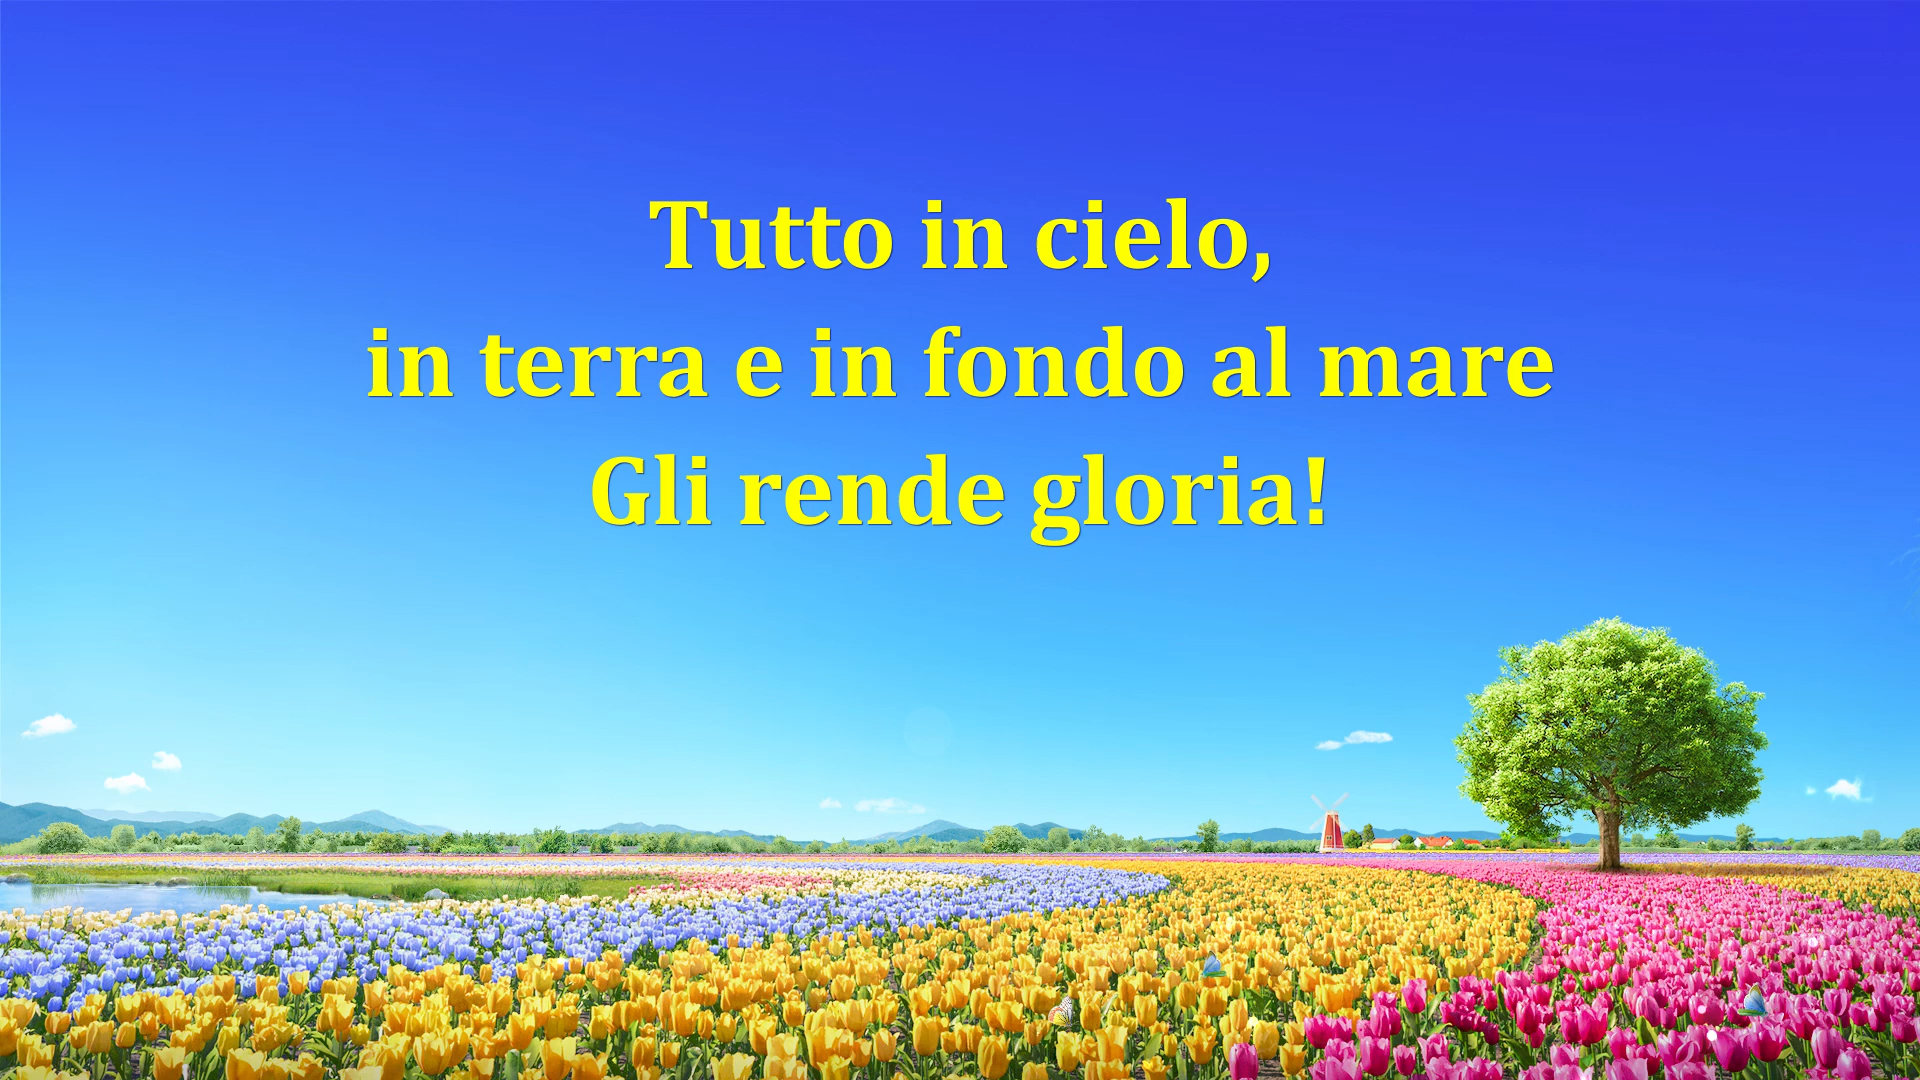 Tutto in cielo,
in terra e in fondo al mare
Gli rende gloria!